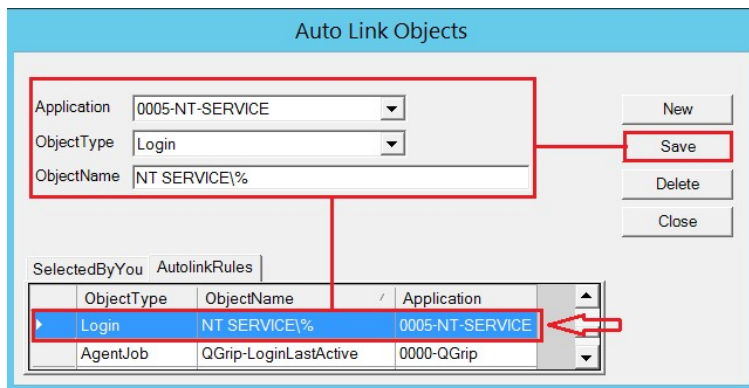 Auto Link Objects
Application 0005-NT-SERVICE New
ObjectType Login Save
ObjectName NT SERVICE\% Delete
Close
SelectedByYou AutolinkRules
ObjectType ObjectName Application
Login NT SERVICE\% 0005-NT-SERVICE
AgentJob QGrip-LoginLastActive 0000-QGrip